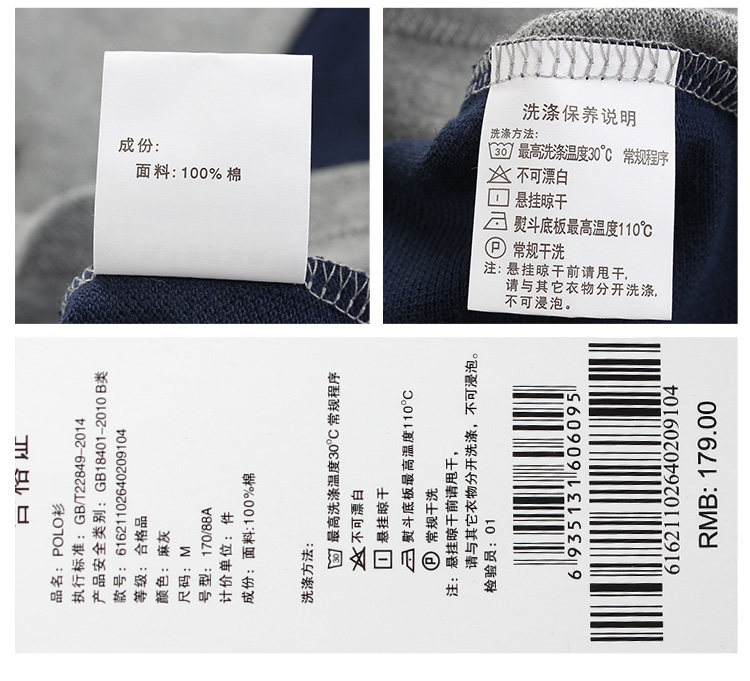 成份:
面料:100%棉
洗涤保养说明
洗涤方法:
30 最高洗涤温度30℃ 常规程序
不可漂白
悬挂晾干
熨斗底板最高温度110℃
P 常规干洗
注: 悬挂晾干前请甩干,
请与其它衣物分开洗涤,
不可浸泡。
合格证
品名: POLO衫
执行标准: GB/T22849-2014
产品安全类别: GB18401-2010 B类
款号: 61621102640209104
等级: 合格品
颜色: 麻灰
尺码: M
号型: 170/88A
计价单位: 件
成份: 面料:100%棉
洗涤方法:
30 最高洗涤温度30℃ 常规程序
不可漂白
悬挂晾干
熨斗底板最高温度110℃
P 常规干洗
注: 悬挂晾干前请甩干,
请与其它衣物分开洗涤, 不可浸泡。
检验员: 01
6 935131 606095
61621102640209104
RMB: 179.00